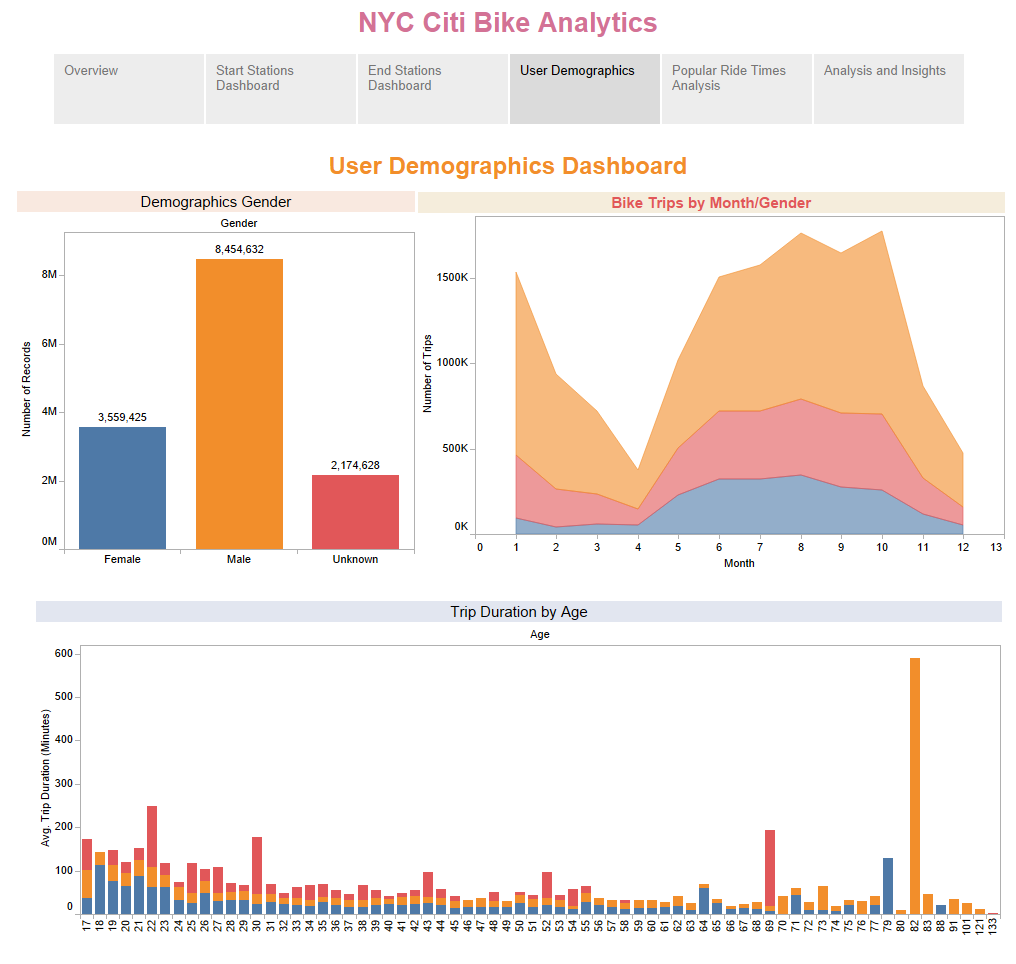 NYC Citi Bike Analytics
Overview
Start Stations
Dashboard
End Stations
Dashboard
User Demographics
Popular Ride Times
Analysis
Analysis and Insights
User Demographics Dashboard
Demographics Gender
Gender
Number of Records
8M
6M
4M
2M
0M
3,559,425
8,454,632
2,174,628
Female Male Unknown
Bike Trips by Month/Gender
Number of Trips
1500K
1000K
500K
0K
0 1 2 3 4 5 6 7 8 9 10 11 12 13
Month
Trip Duration by Age
Age
Avg. Trip Duration (Minutes)
600
500
400
300
200
100
0
17 18 19 20 21 22 23 24 25 26 27 28 29 30 31 32 33 34 35 36 37 38 39 40 41 42 43 44 45 46 47 48 49 50 51 52 53 54 55 56 57 58 59 60 61 62 63 64 65 66 67 68 69 70 71 72 73 74 75 76 77 79 80 82 83 88 91 101 121 133